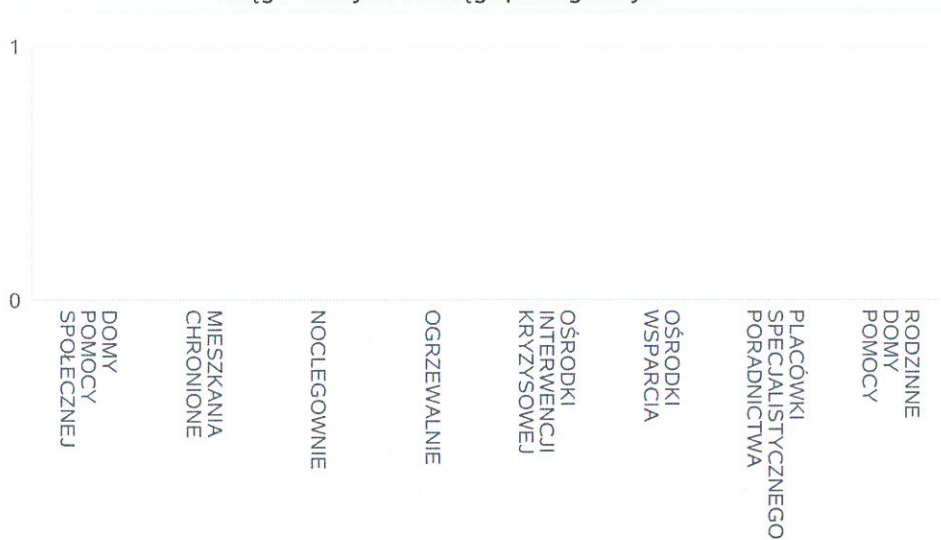 1
0
DOMY
POMOCY
SPOŁECZNEJ
MIESZKANIA
CHRONIONE
NOCLEGOWNIE
OGRZEWALNIE
OŚRODKI
INTERWENCJI
KRYZYSOWEJ
OŚRODKI
WSPARCIA
PLACÓWKI
SPECJALISTYCZNEGO
PORADNICTWA
RODZINNE
DOMY
POMOCY